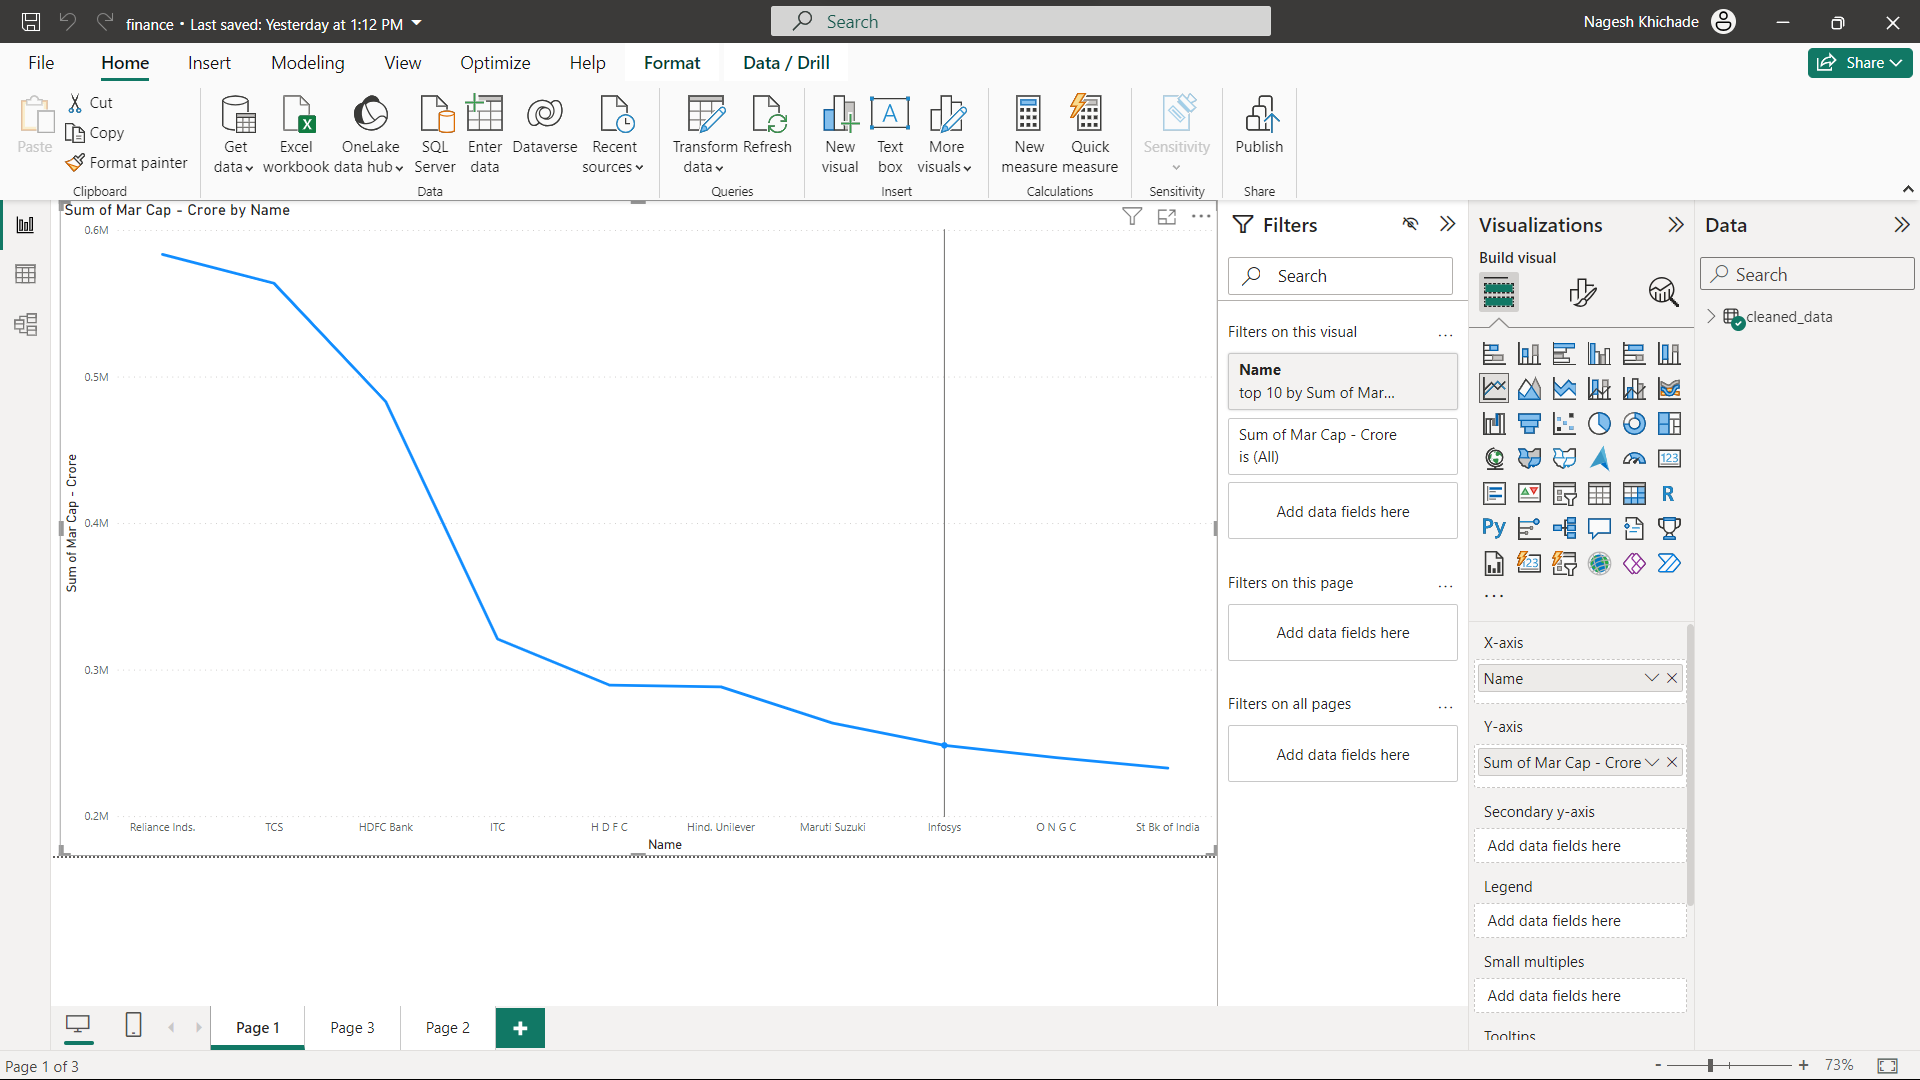 finance • Last saved: Yesterday at 1:12 PM
Search
Nagesh Khichade
File
Home
Insert
Modeling
View
Optimize
Help
Format
Data / Drill
Share
Paste
Cut
Copy
Format painter
Clipboard
Get data
Excel workbook
OneLake data hub
SQL Server
Enter data
Dataverse
Recent sources
Data
Transform data
Refresh
Queries
New visual
Text box
More visuals
Insert
New measure
Quick measure
Calculations
Sensitivity
Sensitivity
Publish
Share
Sum of Mar Cap - Crore by Name
0.6M
0.5M
0.4M
0.3M
0.2M
Sum of Mar Cap - Crore
Reliance Inds.
TCS
HDFC Bank
ITC
H D F C
Hind. Unilever
Maruti Suzuki
Infosys
O N G C
St Bk of India
Name
Filters
Search
Filters on this visual
...
Name
top 10 by Sum of Mar...
Sum of Mar Cap - Crore
is (All)
Add data fields here
Filters on this page
...
Add data fields here
Filters on all pages
...
Add data fields here
Visualizations
Build visual
123
R
Py
123
...
X-axis
Name
Y-axis
Sum of Mar Cap - Crore
Secondary y-axis
Add data fields here
Legend
Add data fields here
Small multiples
Add data fields here
Tooltips
Data
Search
cleaned_data
Page 1
Page 3
Page 2
+
Page 1 of 3
- + 73%